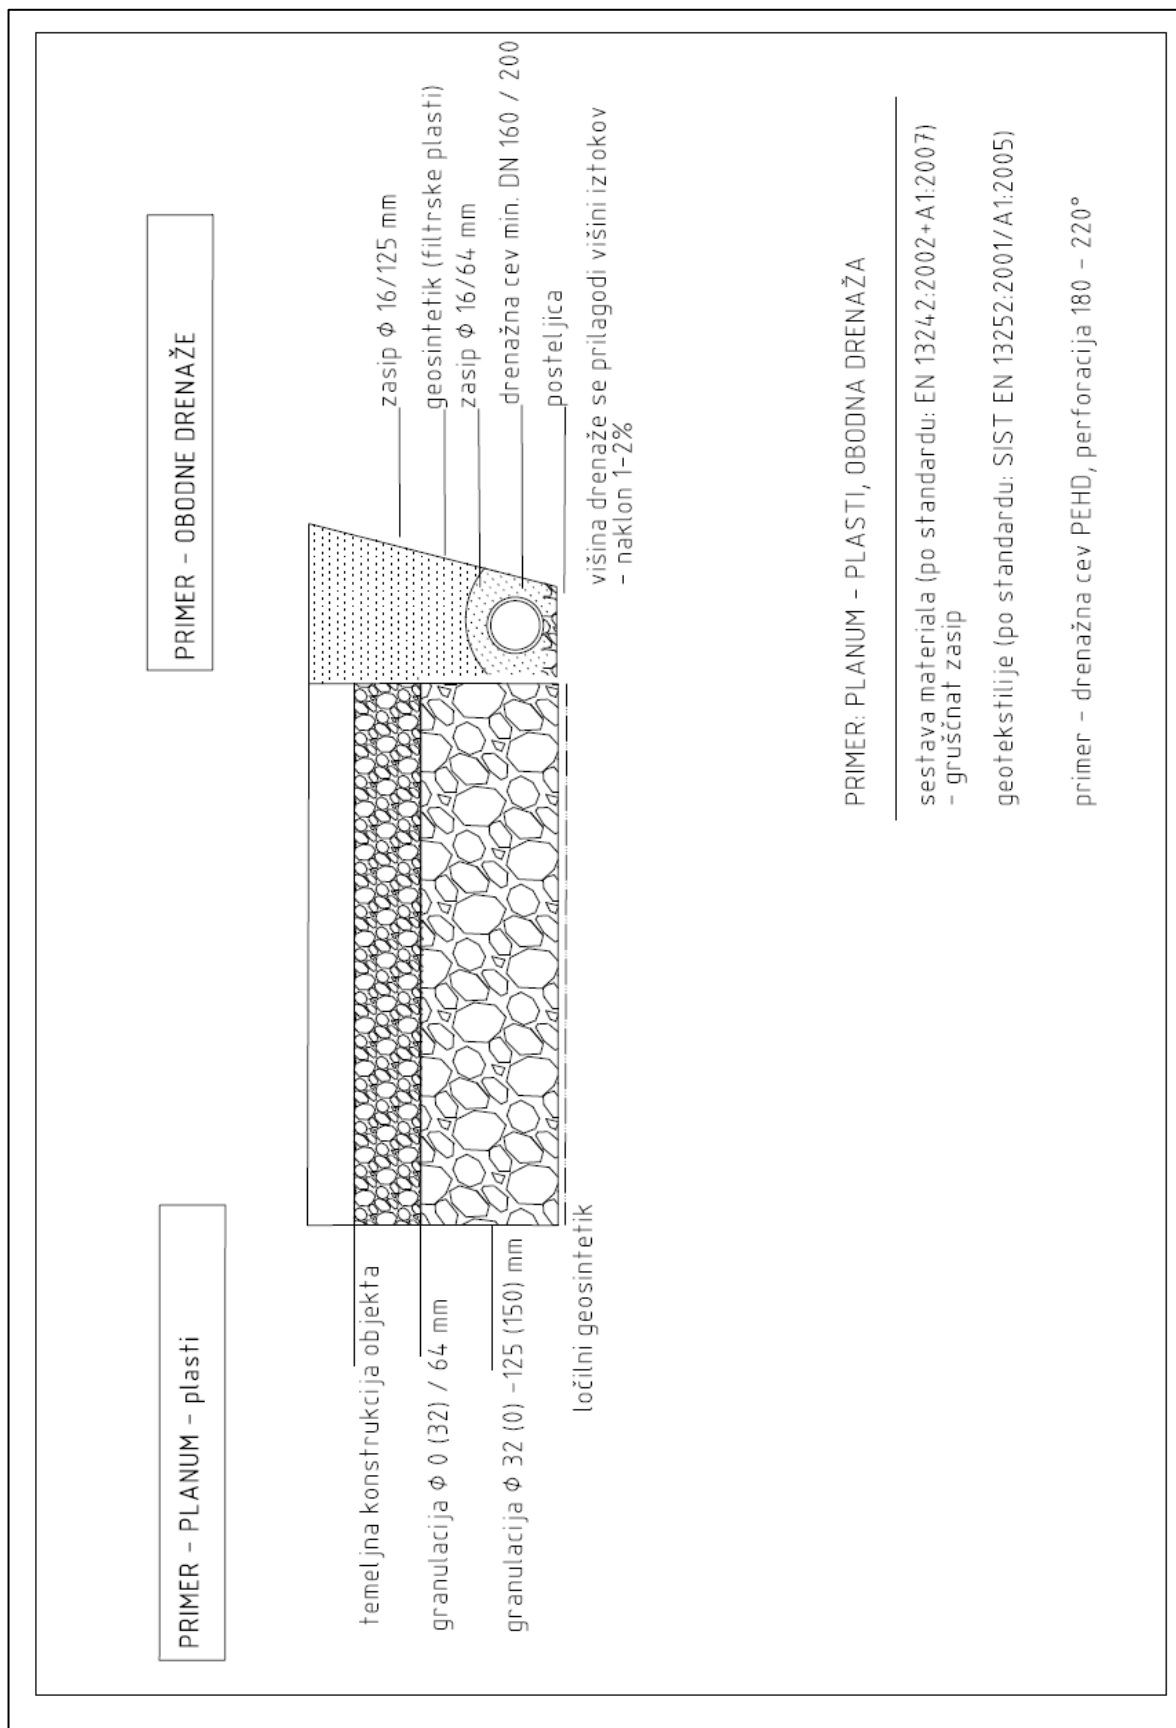 PRIMER - PLANUM - plasti
temeljna konstrukcija objekta
granulacija Φ 0 (32) / 64 mm
granulacija Φ 32 (0) -125 (150) mm
ločilni geosintetik
PRIMER - OBODNE DRENAŽE
zasip Φ 16/125 mm
geosintetik (filtrske plasti)
zasip Φ 16/64 mm
drenažna cev min. DN 160 / 200
posteljica
višina drenaže se prilagodi višini iztokov
- naklon 1-2%
PRIMER: PLANUM - PLASTI, OBODNA DRENAŽA
sestava materiala (po standardu: EN 13242:2002+A1:2007)
- gruščnat zasip
geotekstilije (po standardu: SIST EN 13252:2001/A1:2005)
primer - drenažna cev PEHD, perforacija 180 - 220°